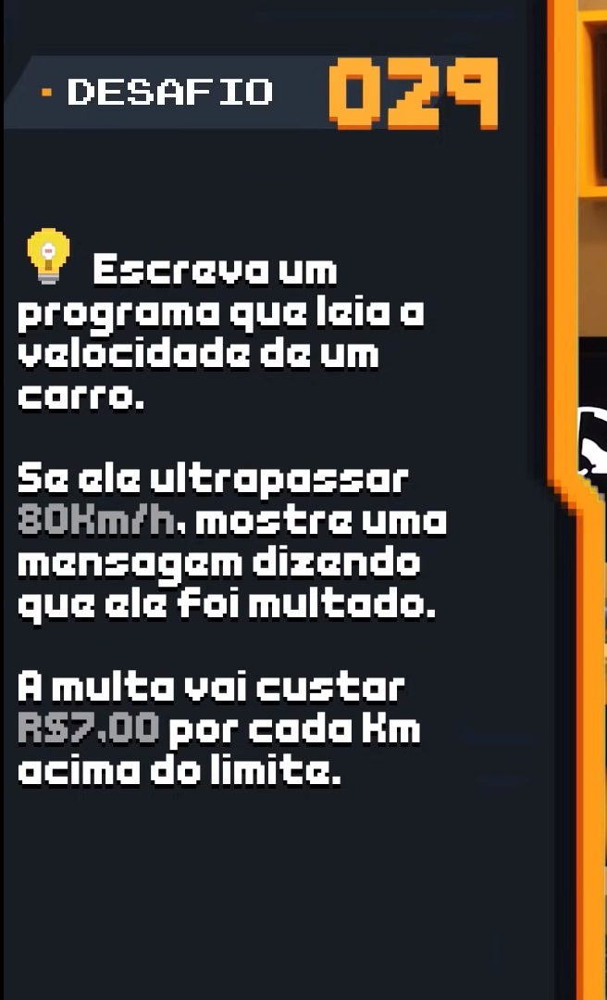 DESAFIO 029
Escreva um
programa que leia a
velocidade de um
carro.
Se ele ultrapassar
80Km/h, mostre uma
mensagem dizendo
que ele foi multado.
A multa vai custar
R$7.00 por cada Km
acima do limite.